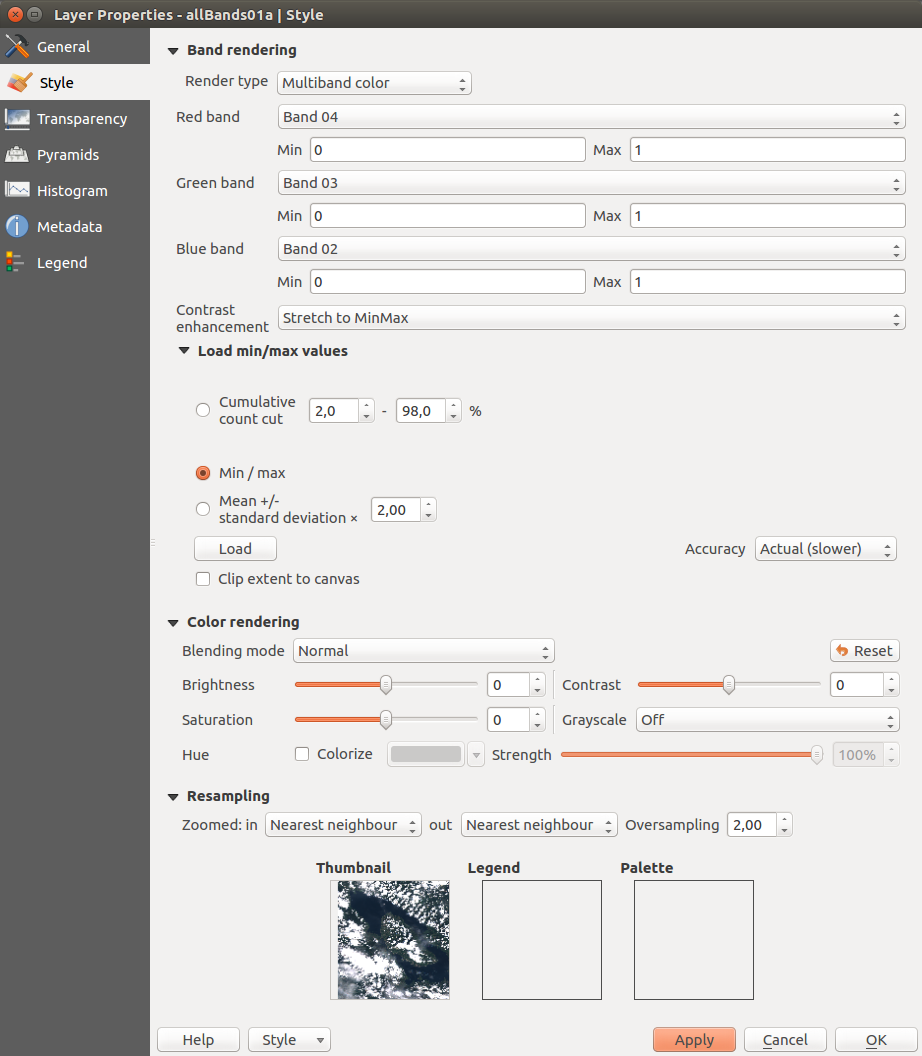 Layer Properties - allBands01a | Style
General
Style
Transparency
Pyramids
Histogram
Metadata
Legend
Band rendering
Render type Multiband color
Red band Band 04
Min 0 Max 1
Green band Band 03
Min 0 Max 1
Blue band Band 02
Min 0 Max 1
Contrast
enhancement Stretch to MinMax
Load min/max values
Cumulative
count cut 2,0 - 98,0 %
Min / max
Mean +/-
standard deviation × 2,00
Load Accuracy Actual (slower)
Clip extent to canvas
Color rendering
Blending mode Normal Reset
Brightness 0 Contrast 0
Saturation 0 Grayscale Off
Hue Colorize Strength 100%
Resampling
Zoomed: in Nearest neighbour out Nearest neighbour Oversampling 2,00
Thumbnail Legend Palette
Help Style Apply Cancel OK